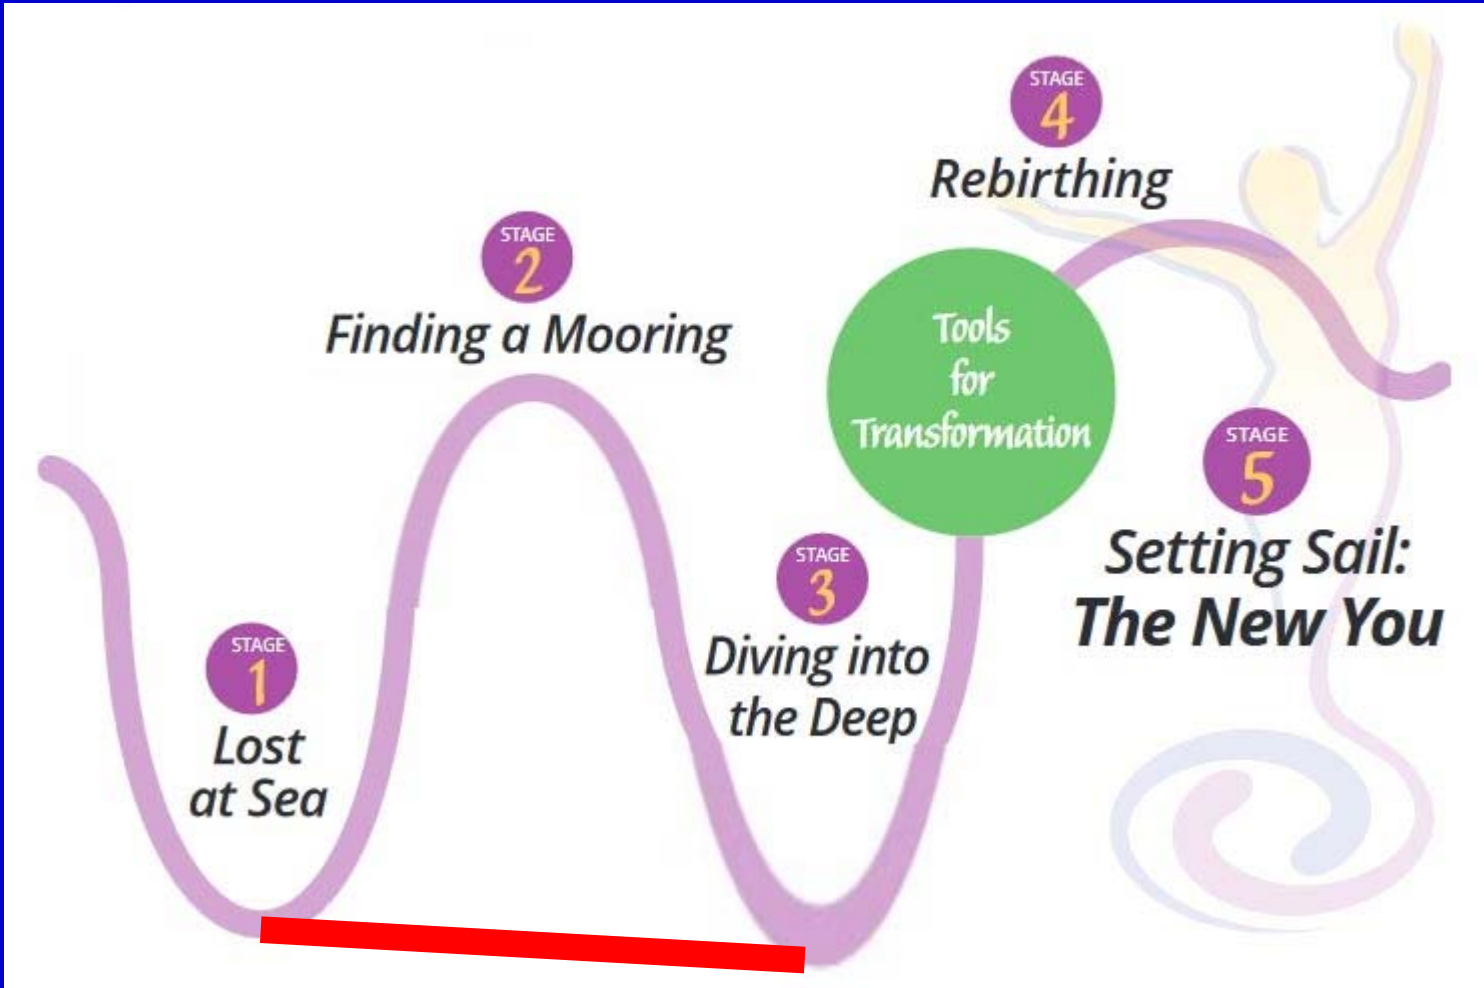 STAGE
1
Lost
at Sea
STAGE
2
Finding a Mooring
STAGE
3
Diving into
the Deep
Tools
for
Transformation
STAGE
4
Rebirthing
STAGE
5
Setting Sail:
The New You